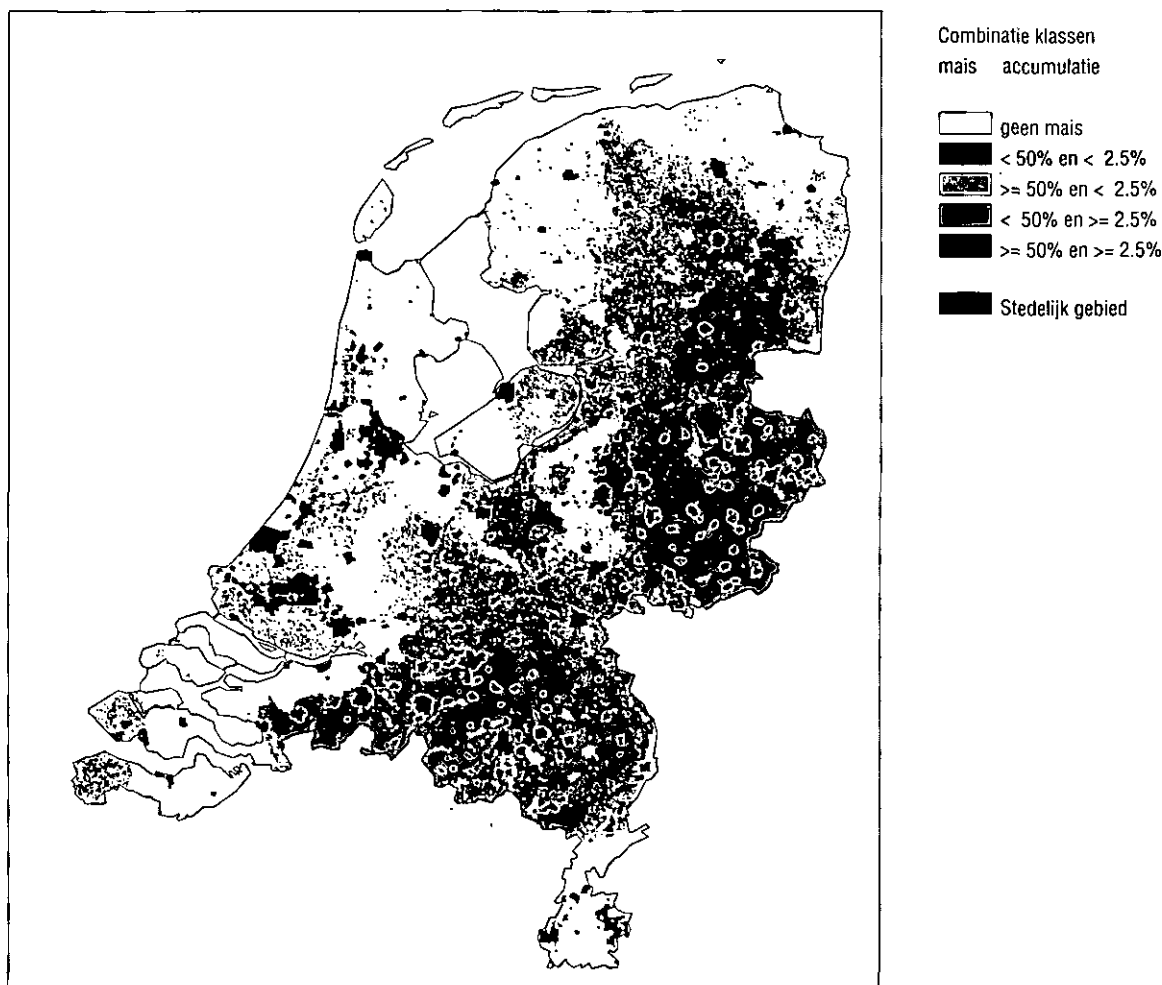 Combinatie klassen
mais accumulatie
geen mais
< 50% en < 2.5%
>= 50% en < 2.5%
< 50% en >= 2.5%
>= 50% en >= 2.5%
Stedelijk gebied